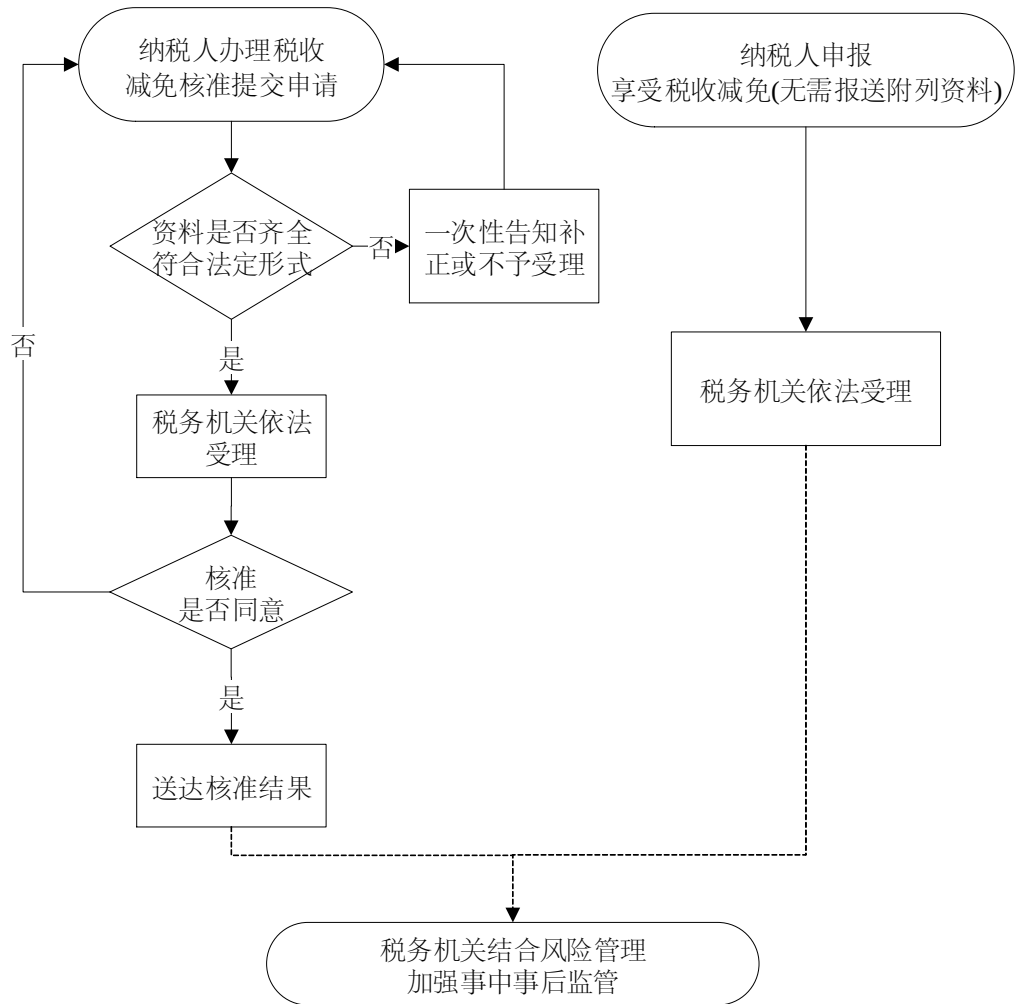 纳税人办理税收
减免核准提交申请
纳税人申报
享受税收减免(无需报送附列资料)
资料是否齐全
符合法定形式
否
一次性告知补
正或不予受理
否
是
税务机关依法
受理
税务机关依法受理
核准
是否同意
是
送达核准结果
税务机关结合风险管理
加强事中事后监管